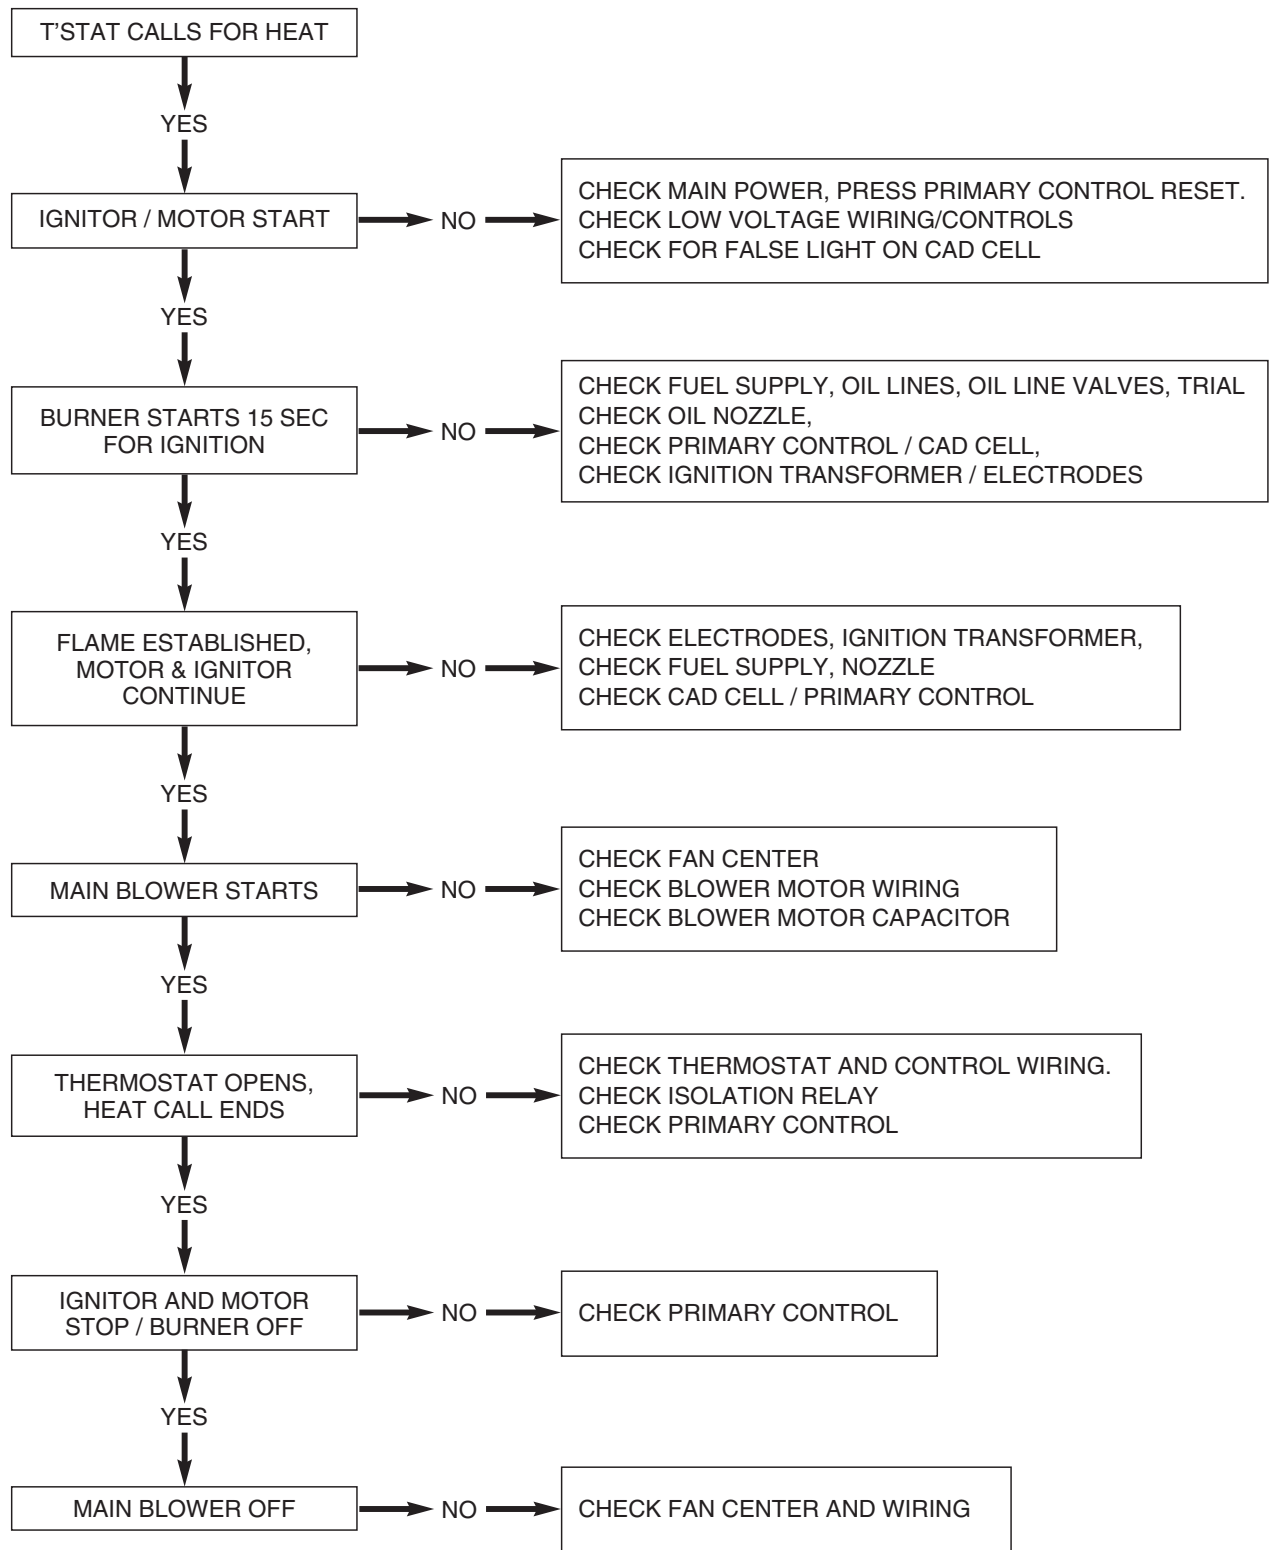 T’STAT CALLS FOR HEAT
YES
IGNITOR / MOTOR START
NO
CHECK MAIN POWER, PRESS PRIMARY CONTROL RESET.
CHECK LOW VOLTAGE WIRING/CONTROLS
CHECK FOR FALSE LIGHT ON CAD CELL
YES
BURNER STARTS 15 SEC
FOR IGNITION
NO
CHECK FUEL SUPPLY, OIL LINES, OIL LINE VALVES, TRIAL
CHECK OIL NOZZLE,
CHECK PRIMARY CONTROL / CAD CELL,
CHECK IGNITION TRANSFORMER / ELECTRODES
YES
FLAME ESTABLISHED,
MOTOR & IGNITOR
CONTINUE
NO
CHECK ELECTRODES, IGNITION TRANSFORMER,
CHECK FUEL SUPPLY, NOZZLE
CHECK CAD CELL / PRIMARY CONTROL
YES
MAIN BLOWER STARTS
NO
CHECK FAN CENTER
CHECK BLOWER MOTOR WIRING
CHECK BLOWER MOTOR CAPACITOR
YES
THERMOSTAT OPENS,
HEAT CALL ENDS
NO
CHECK THERMOSTAT AND CONTROL WIRING.
CHECK ISOLATION RELAY
CHECK PRIMARY CONTROL
YES
IGNITOR AND MOTOR
STOP / BURNER OFF
NO
CHECK PRIMARY CONTROL
YES
MAIN BLOWER OFF
NO
CHECK FAN CENTER AND WIRING